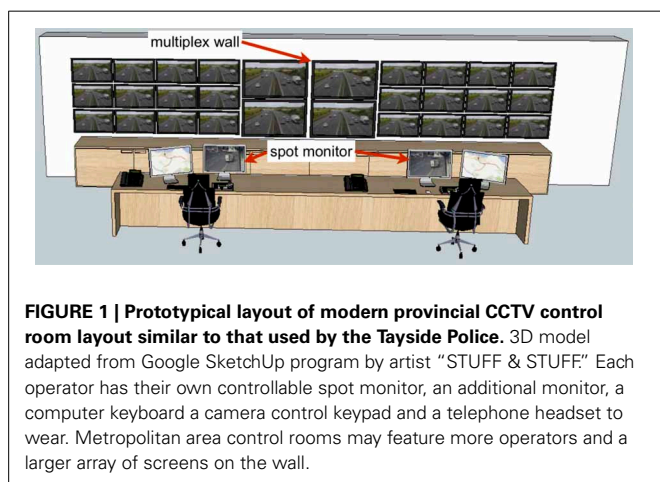 multiplex wall
spot monitor
FIGURE 1 | Prototypical layout of modern provincial CCTV control
room layout similar to that used by the Tayside Police. 3D model
adapted from Google SketchUp program by artist “STUFF & STUFF.” Each
operator has their own controllable spot monitor, an additional monitor, a
computer keyboard a camera control keypad and a telephone headset to
wear. Metropolitan area control rooms may feature more operators and a
larger array of screens on the wall.